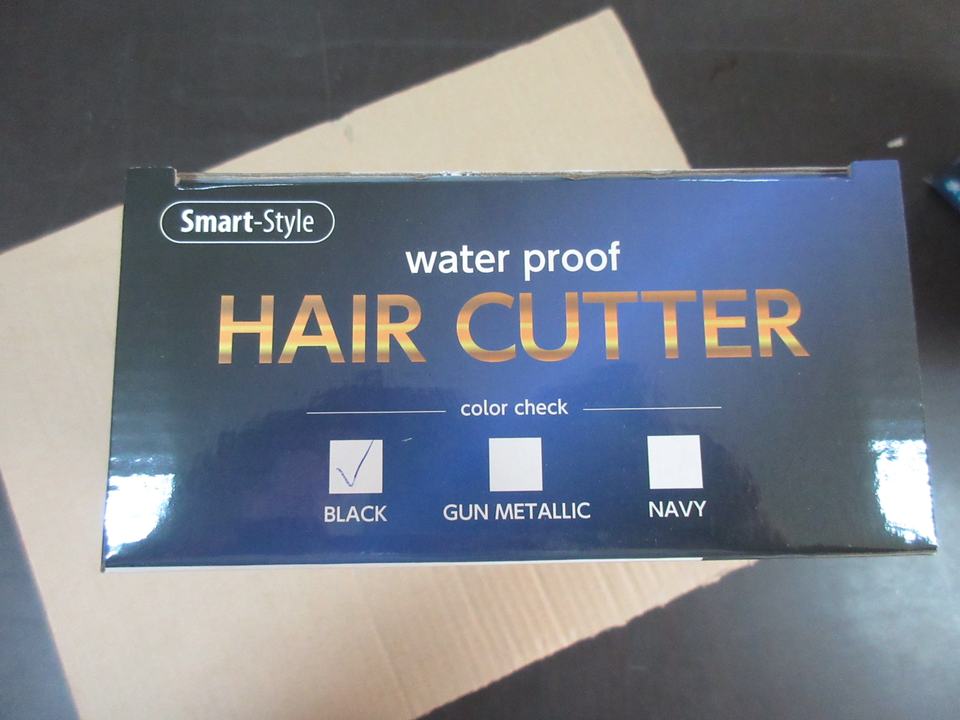 Smart-Style
water proof
HAIR CUTTER
color check
BLACK
GUN METALLIC
NAVY